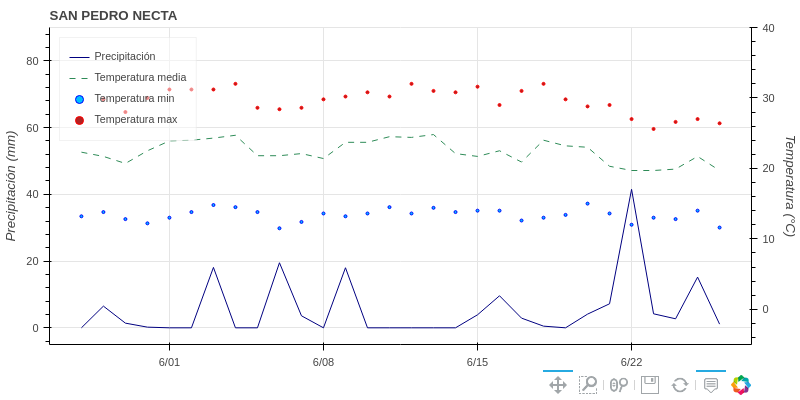 SAN PEDRO NECTA
Precipitación
Temperatura media
Temperatura min
Temperatura max
Precipitación (mm)
80
60
40
20
0
Temperatura (°C)
40
30
20
10
0
6/01
6/08
6/15
6/22